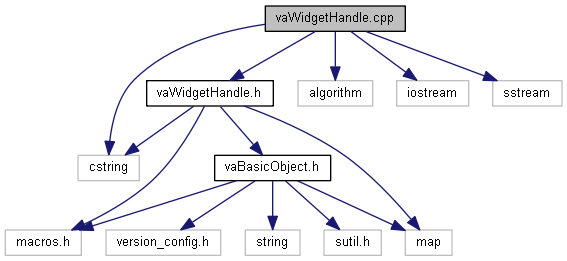 vaWidgetHandle.cpp
vaWidgetHandle.h
algorithm
iostream
sstream
cstring
vaBasicObject.h
macros.h
version_config.h
string
sutil.h
map